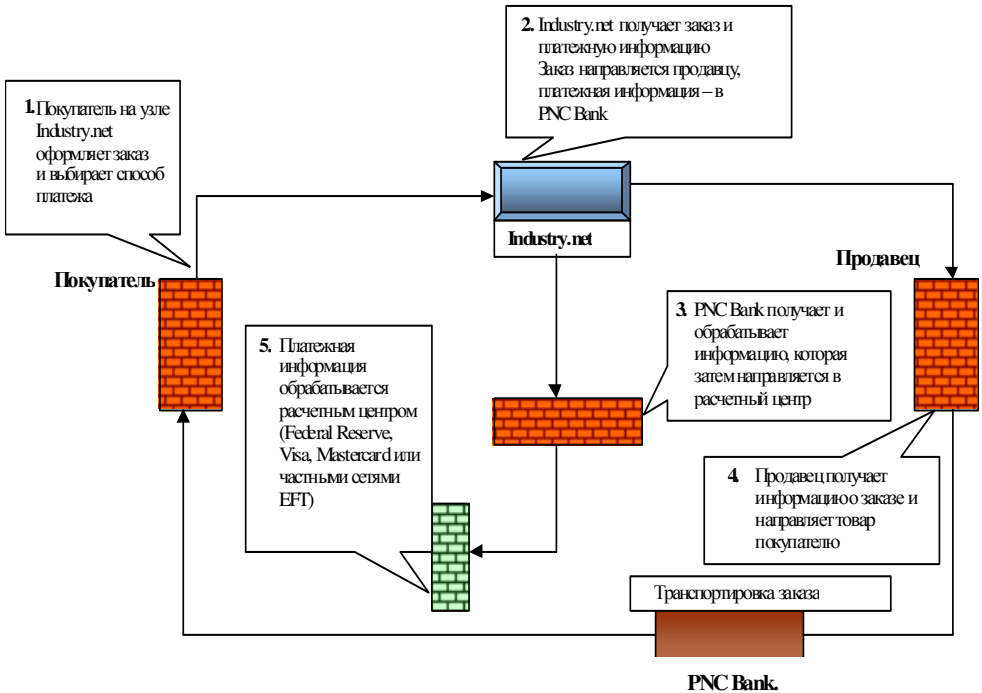 2. Industry.net получает заказ и
платежную информацию
Заказ направляется продавцу,
платежная информация – в
PNC Bank
1. Покупатель на узле
Industry.net
оформляет заказ
и выбирает способ
платежа
Industry.net
Покупатель
Продавец
3. PNC Bank получает и
обрабатывает
информацию, которая
затем направляется в
расчетный центр
5. Платежная
информация
обрабатывается
расчетным центром
(Federal Reserve,
Visa, Mastercard или
частными сетями
EFT)
4. Продавец получает
информацию о заказе и
направляет товар
покупателю
Транспортировка заказа
PNC Bank.